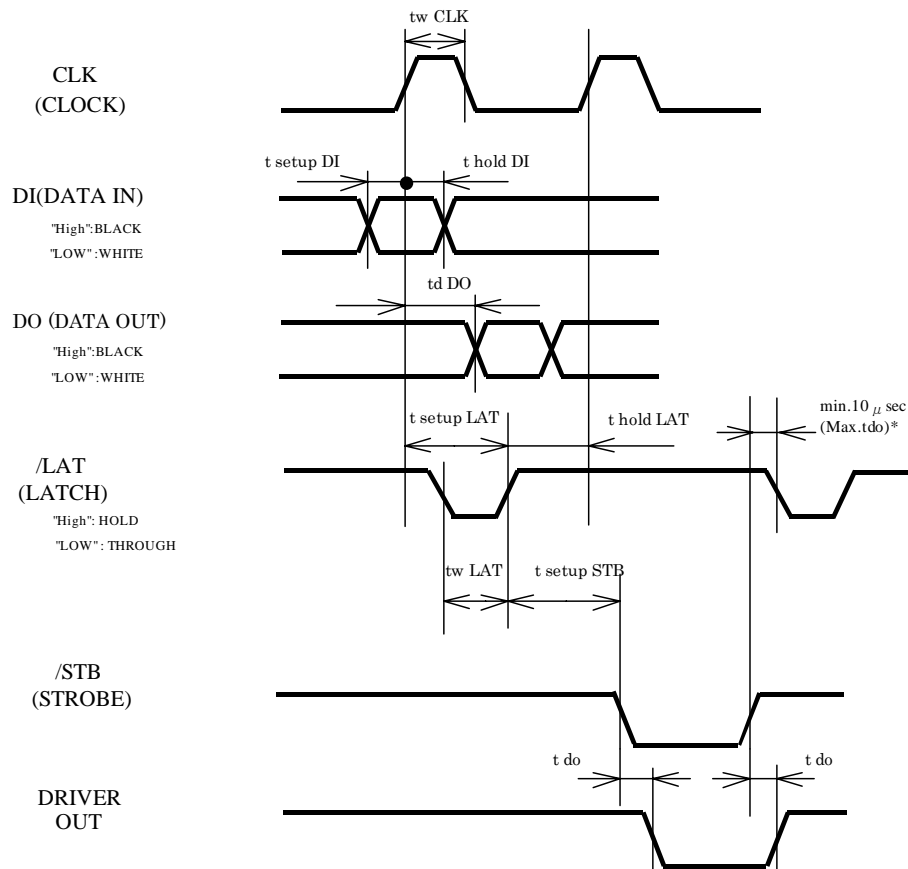 tw CLK
CLK
(CLOCK)
t setup DI
t hold DI
DI(DATA IN)
"High":BLACK
"LOW" :WHITE
td DO
DO (DATA OUT)
"High":BLACK
"LOW" :WHITE
t setup LAT
t hold LAT
min.10 μ sec
(Max.tdo)*
/LAT
(LATCH)
"High": HOLD
"LOW" : THROUGH
tw LAT
t setup STB
/STB
(STROBE)
t do
t do
DRIVER
OUT